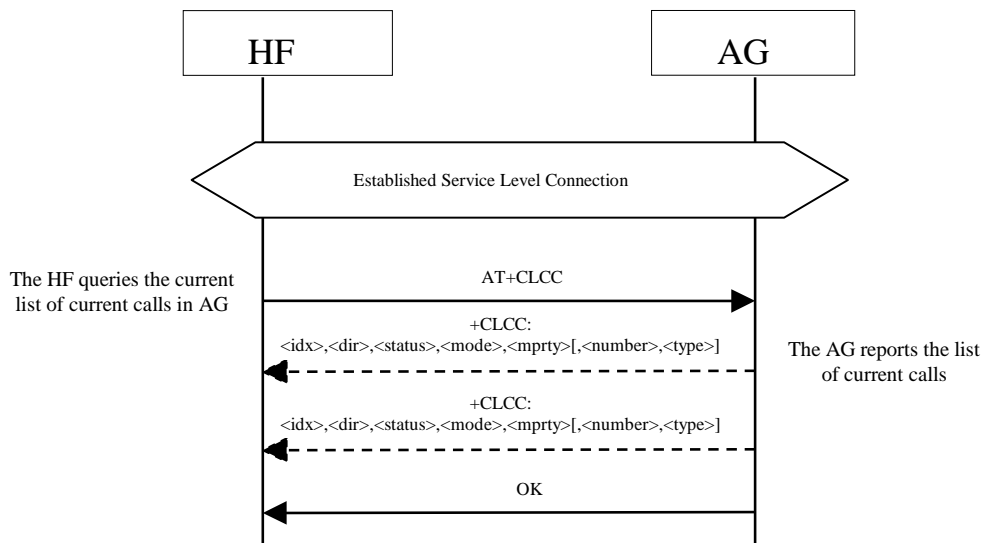 HF
AG
Established Service Level Connection
The HF queries the current
list of current calls in AG
AT+CLCC
+CLCC:
<idx>,<dir>,<status>,<mode>,<mprty>[,<number>,<type>]
The AG reports the list
of current calls
+CLCC:
<idx>,<dir>,<status>,<mode>,<mprty>[,<number>,<type>]
OK